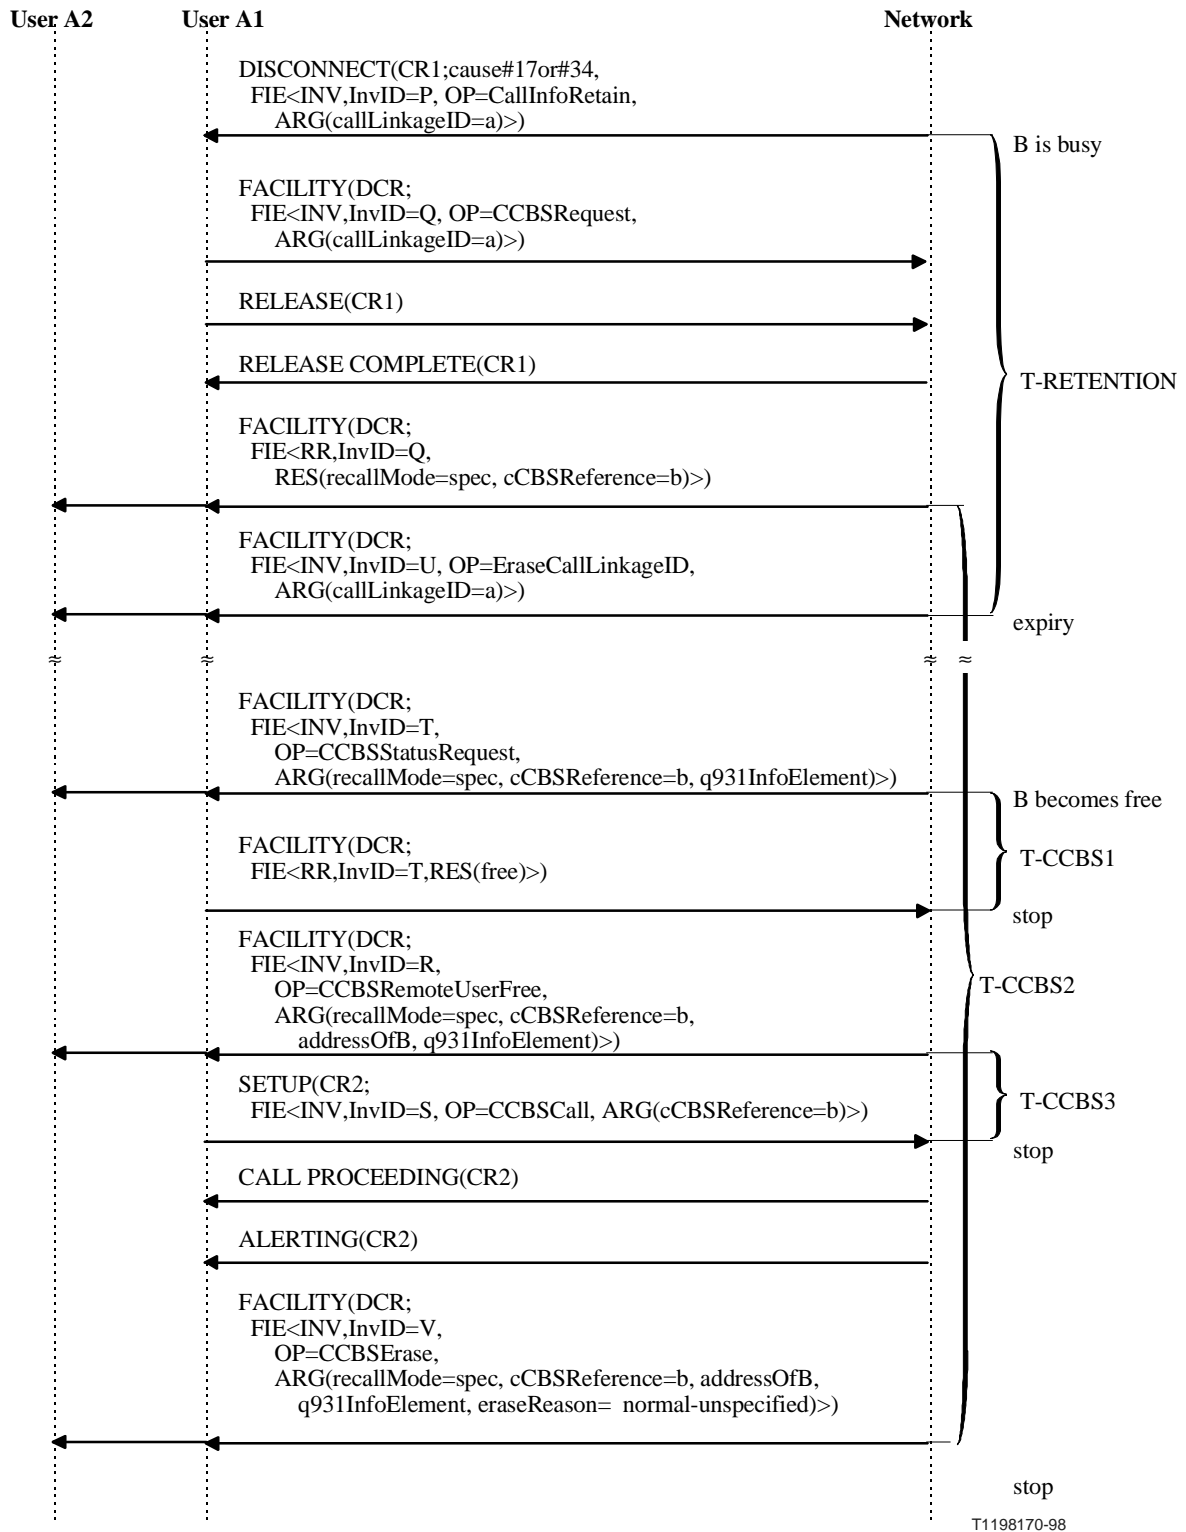 User A2 User A1 Network
DISCONNECT(CR1;cause#17or#34,
FIE<INV,InvID=P, OP=CallInfoRetain,
ARG(callLinkageID=a)>)
B is busy
FACILITY(DCR;
FIE<INV,InvID=Q, OP=CCBSRequest,
ARG(callLinkageID=a)>)
RELEASE(CR1)
RELEASE COMPLETE(CR1)
T-RETENTION
FACILITY(DCR;
FIE<RR,InvID=Q,
RES(recallMode=spec, cCBSReference=b)>)
FACILITY(DCR;
FIE<INV,InvID=U, OP=EraseCallLinkageID,
ARG(callLinkageID=a)>)
expiry
≈ ≈ ≈ ≈
FACILITY(DCR;
FIE<INV,InvID=T,
OP=CCBSStatusRequest,
ARG(recallMode=spec, cCBSReference=b, q931InfoElement)>)
B becomes free
FACILITY(DCR;
FIE<RR,InvID=T,RES(free)>)
T-CCBS1
stop
FACILITY(DCR;
FIE<INV,InvID=R,
OP=CCBSRemoteUserFree,
T-CCBS2
ARG(recallMode=spec, cCBSReference=b,
addressOfB, q931InfoElement)>)
SETUP(CR2;
FIE<INV,InvID=S, OP=CCBSCall, ARG(cCBSReference=b)>)
T-CCBS3
stop
CALL PROCEEDING(CR2)
ALERTING(CR2)
FACILITY(DCR;
FIE<INV,InvID=V,
OP=CCBSErase,
ARG(recallMode=spec, cCBSReference=b, addressOfB,
q931InfoElement, eraseReason= normal-unspecified)>)
stop
T1198170-98